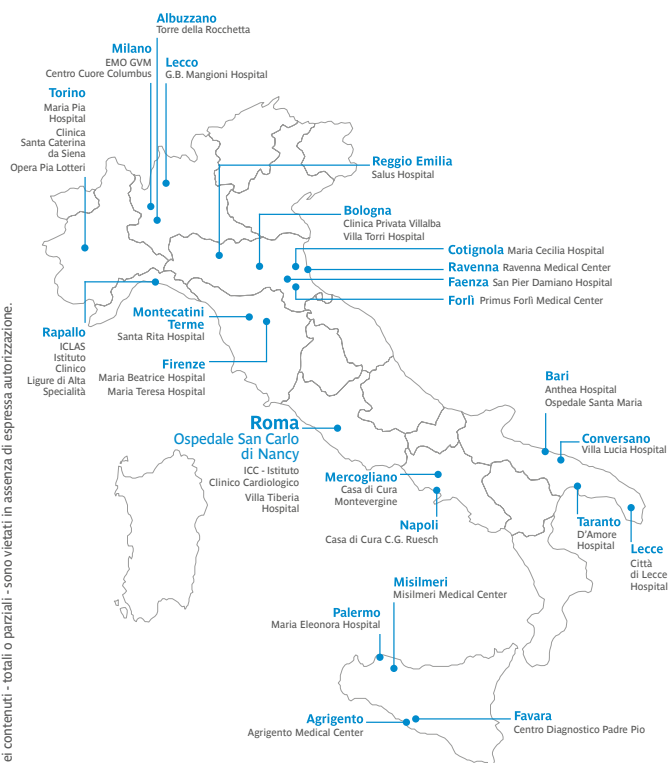 Albuzzano
Torre della Rocchetta
Milano
EMO GVM
Centro Cuore Columbus
Lecco
G.B. Mangioni Hospital
Torino
Maria Pia
Hospital
Clinica
Santa Caterina
da Siena
Opera Pia Lotteri
Reggio Emilia
Salus Hospital
Bologna
Clinica Privata Villalba
Villa Torri Hospital
Cotignola Maria Cecilia Hospital
Ravenna Ravenna Medical Center
Faenza San Pier Damiano Hospital
Forlì Primus Forlì Medical Center
Rapallo
ICLAS
Istituto
Clinico
Ligure di Alta
Specialità
Montecatini
Terme
Santa Rita Hospital
Firenze
Maria Beatrice Hospital
Maria Teresa Hospital
Roma
Ospedale San Carlo
di Nancy
ICC - Istituto
Clinico Cardiologico
Villa Tiberia
Hospital
Mercogliano
Casa di Cura
Montevergine
Napoli
Casa di Cura C.G. Ruesch
Bari
Anthea Hospital
Ospedale Santa Maria
Conversano
Villa Lucia Hospital
Taranto
D'Amore
Hospital
Lecce
Città
di Lecce
Hospital
Misilmeri
Misilmeri Medical Center
Palermo
Maria Eleonora Hospital
Agrigento
Agrigento Medical Center
Favara
Centro Diagnostico Padre Pio
ei contenuti - totali o parziali - sono vietati in assenza di espressa autorizzazione.